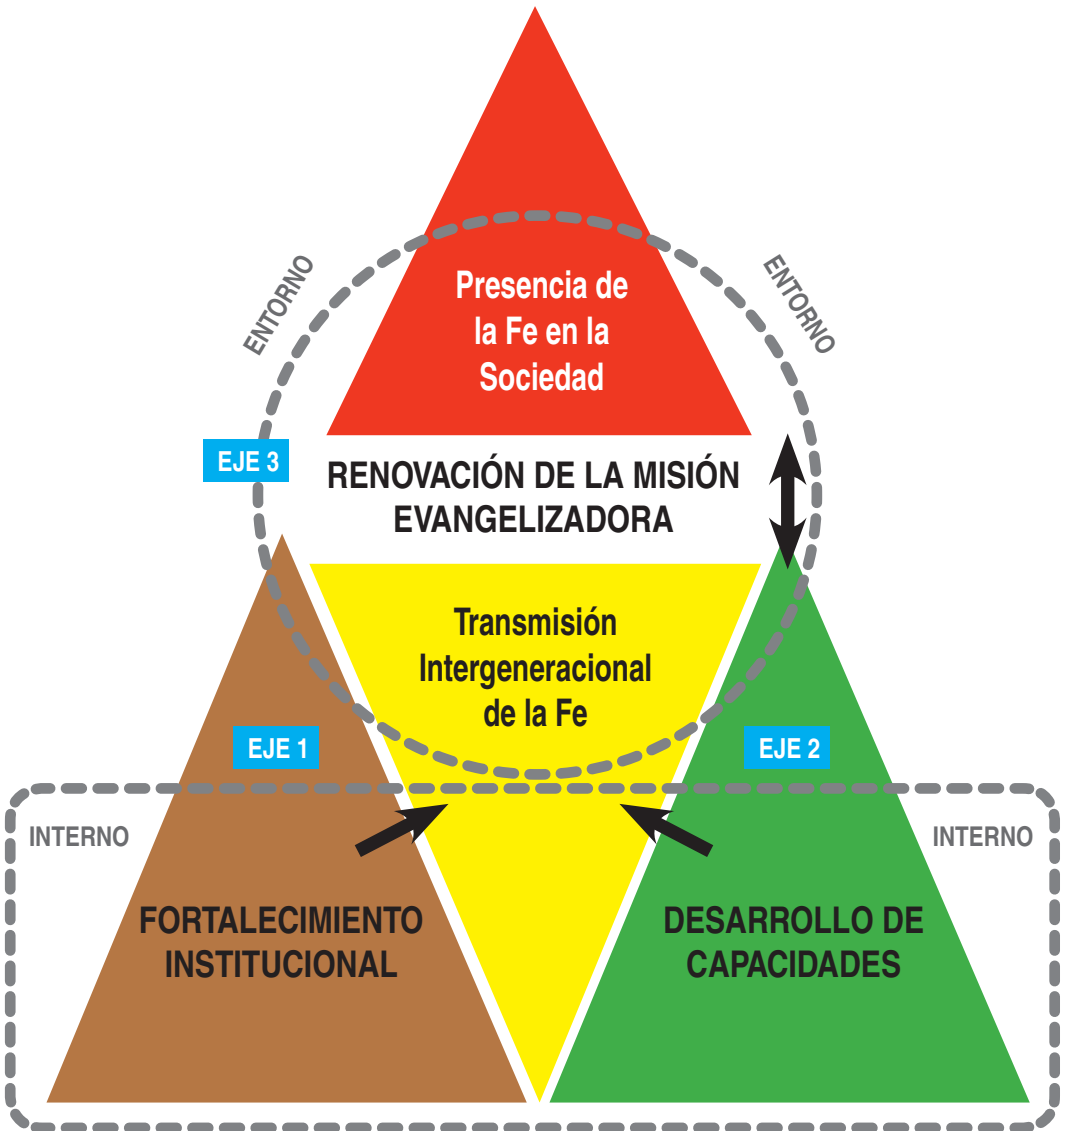 Presencia de
la Fe en la
Sociedad
ENTORNO
ENTORNO
EJE 3
RENOVACIÓN DE LA MISIÓN
EVANGELIZADORA
Transmisión
Intergeneracional
de la Fe
EJE 1
EJE 2
INTERNO
INTERNO
FORTALECIMIENTO
INSTITUCIONAL
DESARROLLO DE
CAPACIDADES